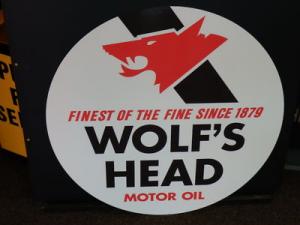 FINEST OF THE FINE SINCE 1879
WOLF'S
HEAD
MOTOR OIL